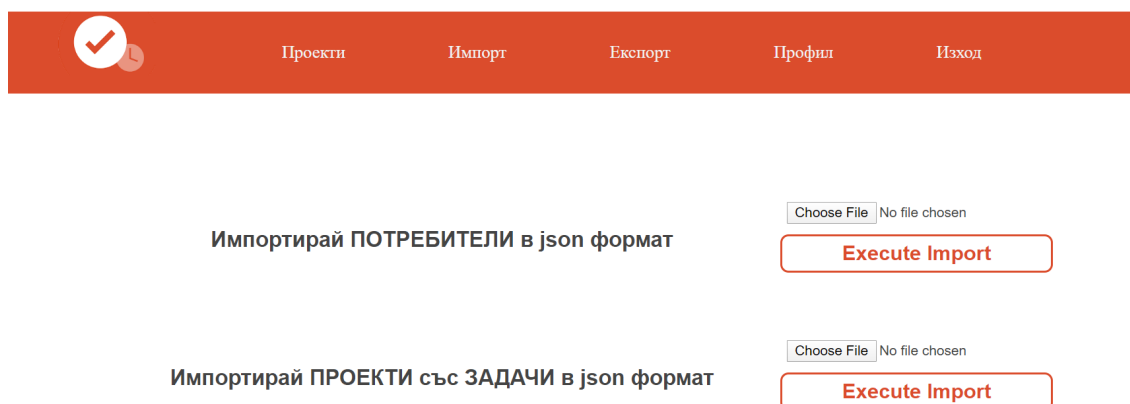 Проекти Импорт Експорт Профил Изход
Choose File No file chosen
Импортирай ПОТРЕБИТЕЛИ в json формат
Execute Import
Choose File No file chosen
Импортирай ПРОЕКТИ със ЗАДАЧИ в json формат
Execute Import